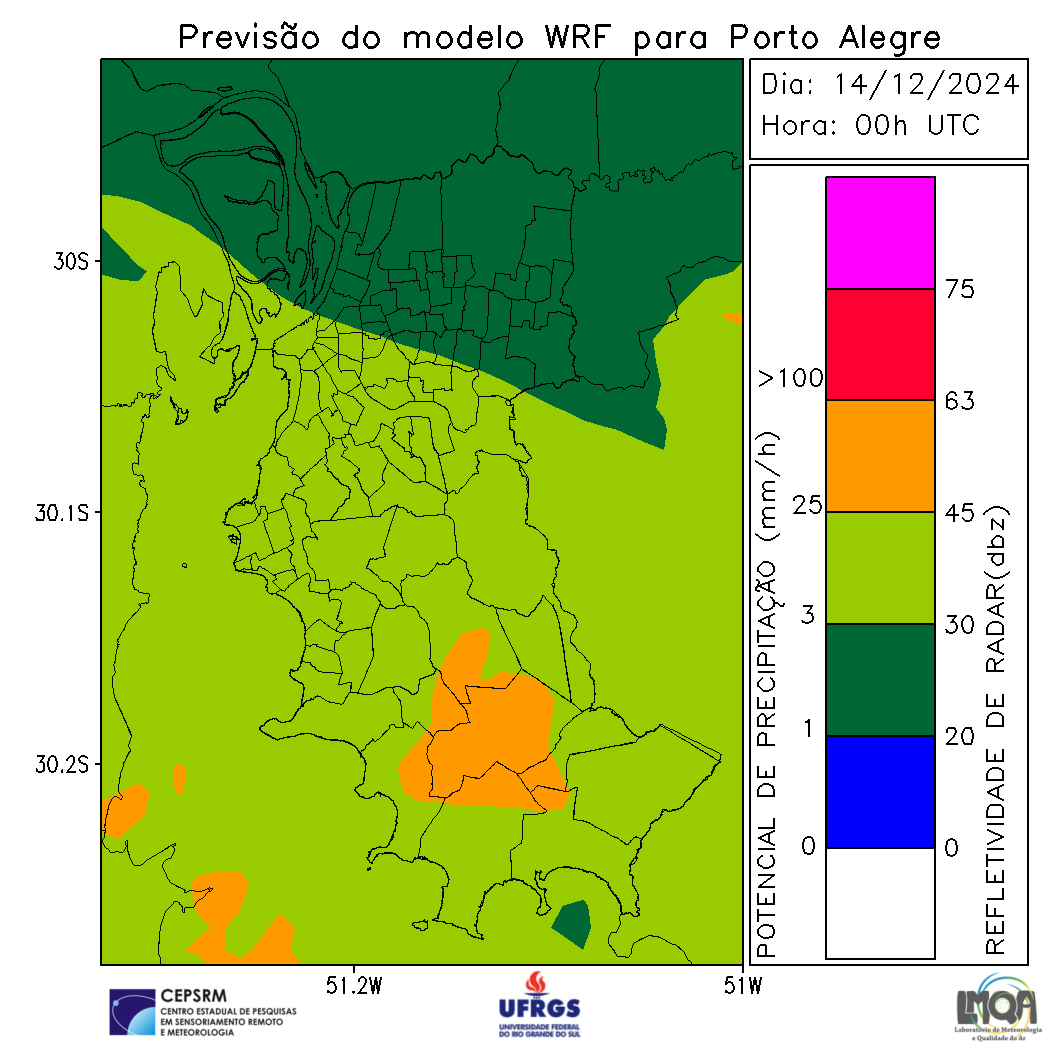 Previsão do modelo WRF para Porto Alegre
Dia: 14/12/2024
Hora: 00h UTC
30S
30.1S
30.2S
51.2W
51W
POTENCIAL DE PRECIPITAÇÃO (mm/h)
>100
25
3
1
0
75
63
45
30
20
0
REFLETIVIDADE DE RADAR(dbz)
CEPSRM
CENTRO ESTADUAL DE PESQUISAS
EM SENSORIAMENTO REMOTO
E METEOROLOGIA
UFRGS
UNIVERSIDADE FEDERAL
DO RIO GRANDE DO SUL
LMQA
Laboratório de Meteorologia
e Qualidade do Ar